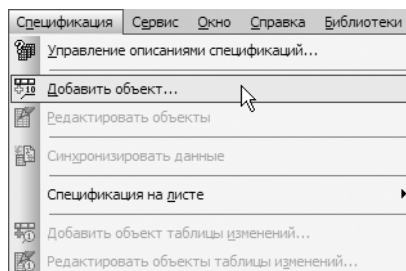 Спецификация Сервис Окно Справка Библиотеки
Управление описаниями спецификаций...
Добавить объект...
Редактировать объекты
Синхронизировать данные
Спецификация на листе
Добавить объект таблицы изменений...
Редактировать объекты таблицы изменений...